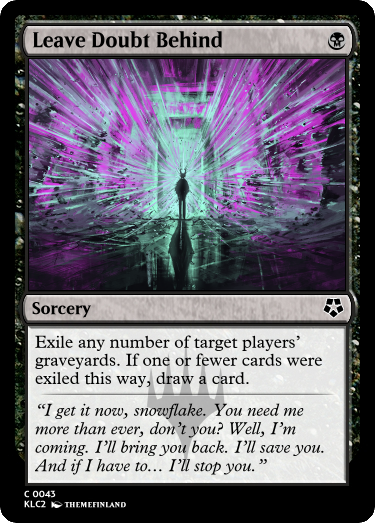 Leave Doubt Behind
Sorcery
Exile any number of target players’
graveyards. If one or fewer cards were
exiled this way, draw a card.
“I get it now, snowflake. You need me
more than ever, don’t you? Well, I’m
coming. I’ll bring you back. I’ll save you.
And if I have to… I’ll stop you.”
C 0043
KLC2 THEMEFINLAND